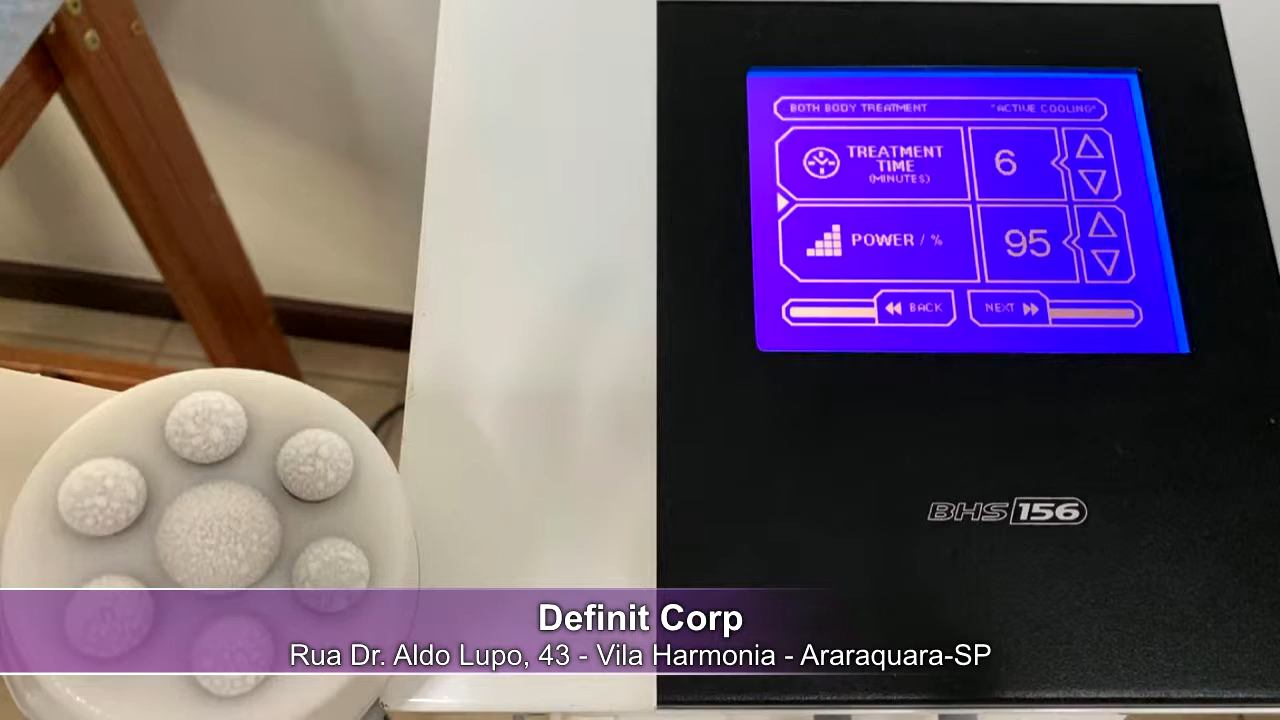 BOTH BODY TREATMENT "ACTIVE COOLING"
TREATMENT
TIME
(MINUTES)
6
POWER / %
95
BACK
NEXT
BHS 156
Definit Corp
Rua Dr. Aldo Lupo, 43 - Vila Harmonia - Araraquara-SP